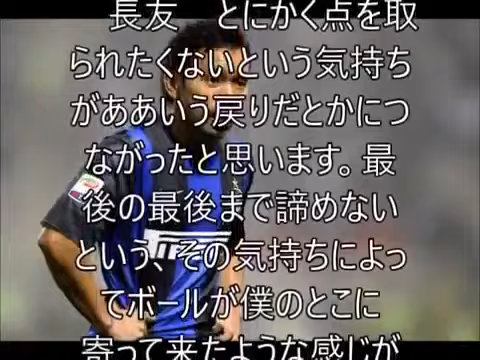 長友　とにかく点を取
られたくないという気持ち
がああいう戻りだとかにつ
ながったと思います。最
後の最後まで諦めない
という、その気持ちによっ
てボールが僕のとこに
寄って来たような感じが